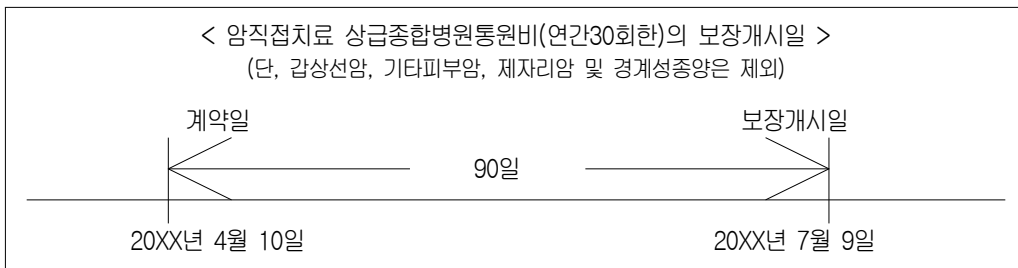 < 암직접치료 상급종합병원통원비(연간30회한)의 보장개시일 >
(단, 갑상선암, 기타피부암, 제자리암 및 경계성종양은 제외)
계약일 보장개시일
90일
20XX년 4월 10일 20XX년 7월 9일